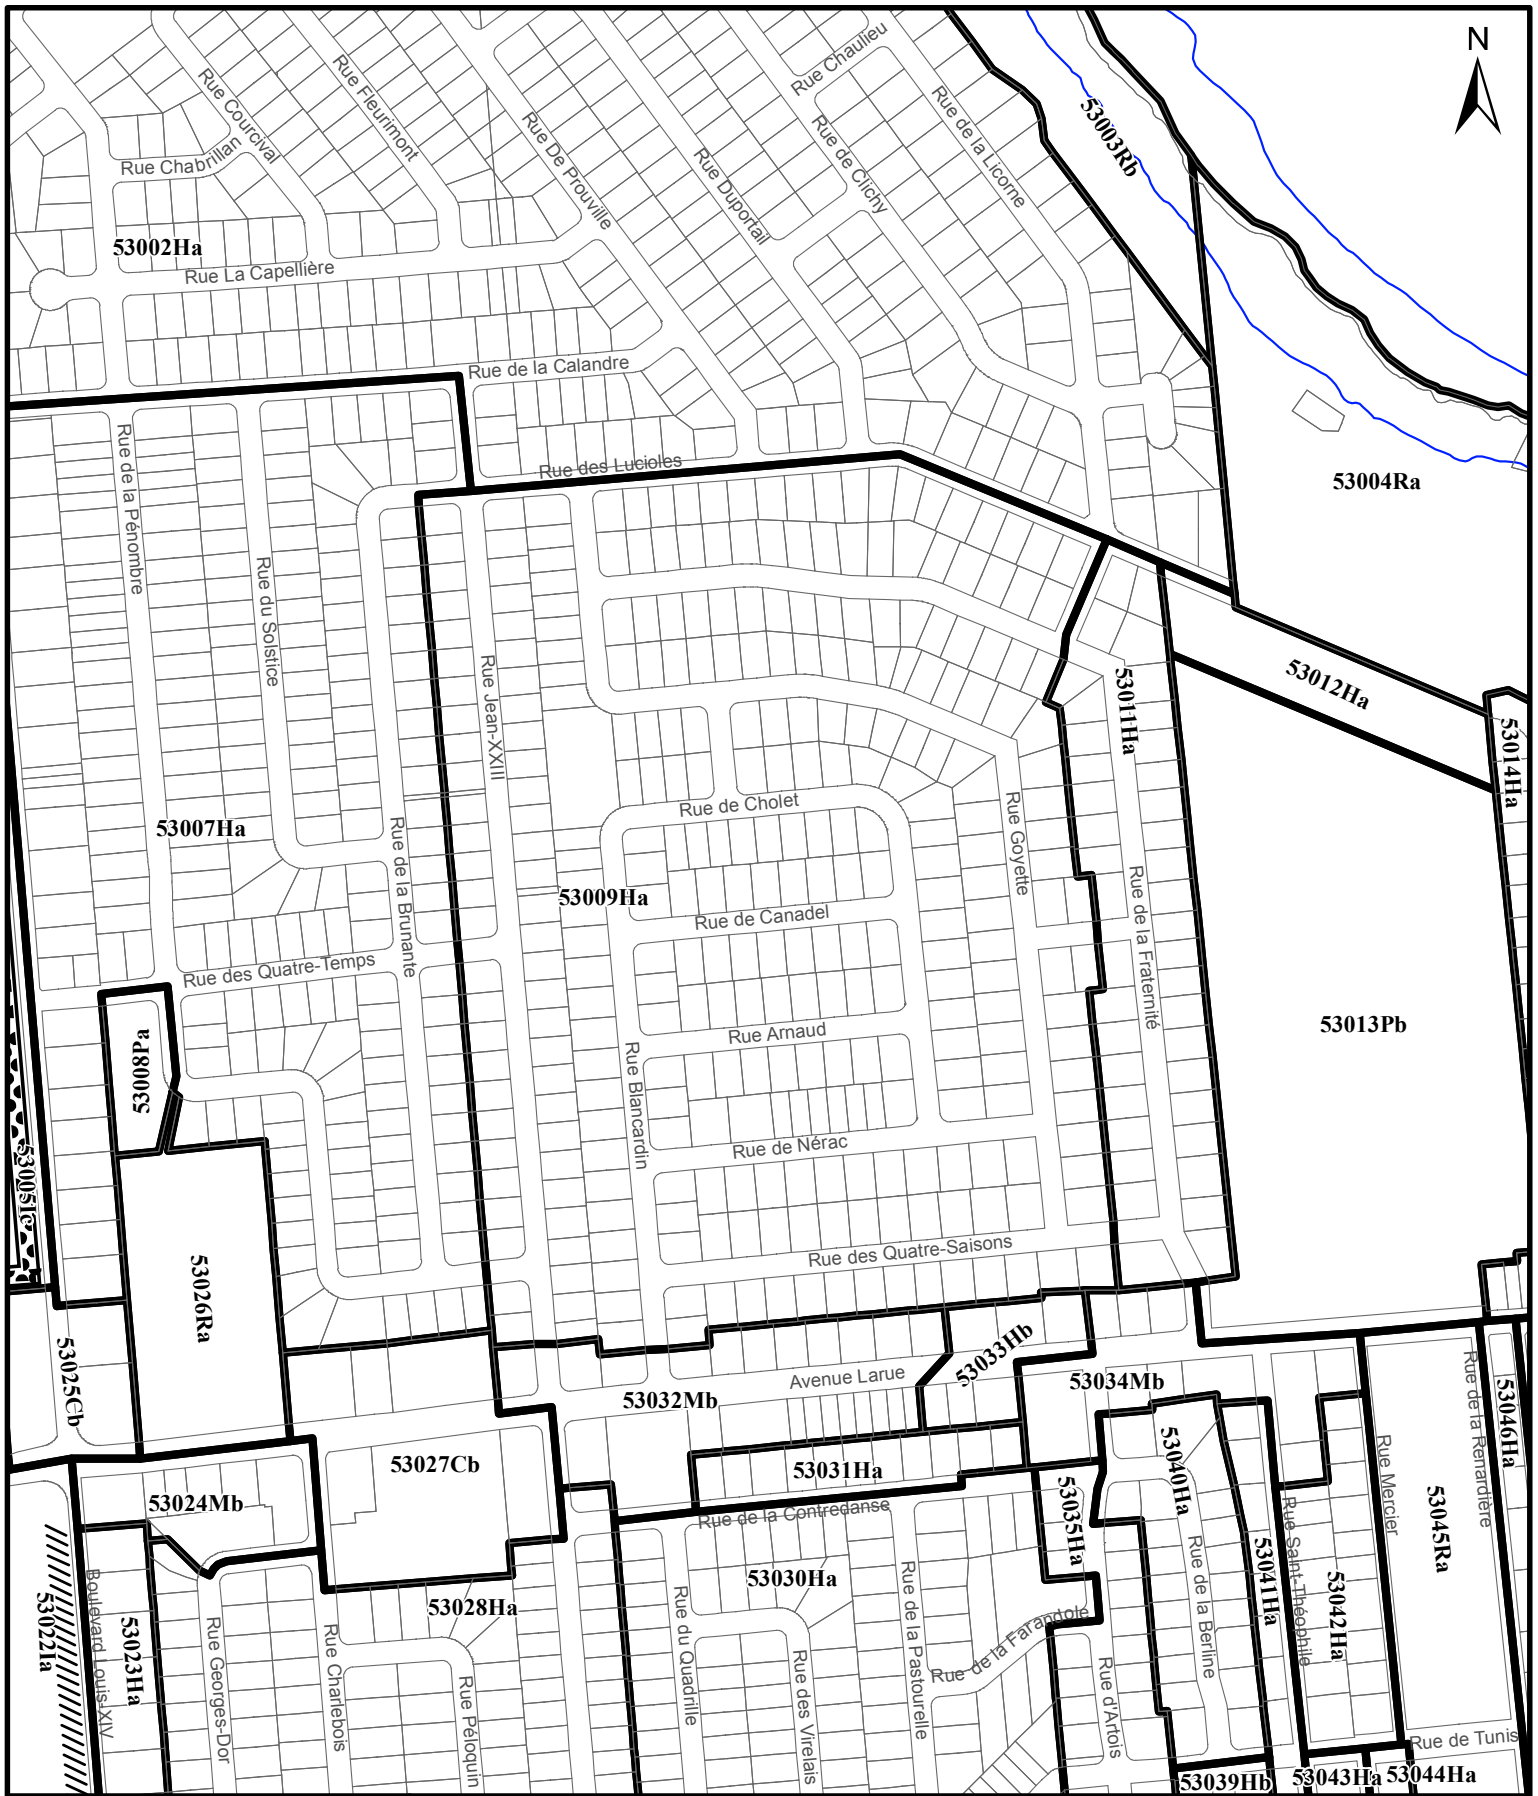 N
Rue Chaulieu
Rue Courcival
Rue Fleurimont
Rue De Prouville
Rue Duportail
Rue de Clichy
Rue de la Licorne
53003Rb
Rue Chabrillan
53002Ha
Rue La Capellière
Rue de la Calandre
Rue des Lucioles
53004Ra
Rue de la Pénombre
Rue du Solstice
Rue Jean-XXIII
53012Ha
53011Ha
53014Ha
53007Ha
Rue de la Brunante
Rue de Cholet
Rue Goyette
53009Ha
Rue de Canadel
Rue de la Fraternité
Rue des Quatre-Temps
53008Pa
Rue Arnaud
53013Pb
Rue Blancardin
Rue de Nérac
53005Ic
Rue des Quatre-Saisons
53026Ra
53025Cb
53033Hb
Avenue Larue
53032Mb
53034Mb
Rue de la Renardière
53046Ha
53027Cb
53031Ha
53040Ha
53024Mb
Rue de la Contredanse
53035Ha
Rue Mercier
53045Ra
53022Ia
Boulevard Louis-XIV
53023Ha
Rue Georges-Dor
Rue Charlebois
53028Ha
Rue Péloquin
53030Ha
Rue du Quadrille
Rue des Virelais
Rue de la Pastourelle
Rue de la Farandole
Rue d'Artois
Rue de la Berline
53041Ha
Rue Saint-Théophile
53042Ha
Rue de Tunis
53039Hb
53043Ha
53044Ha